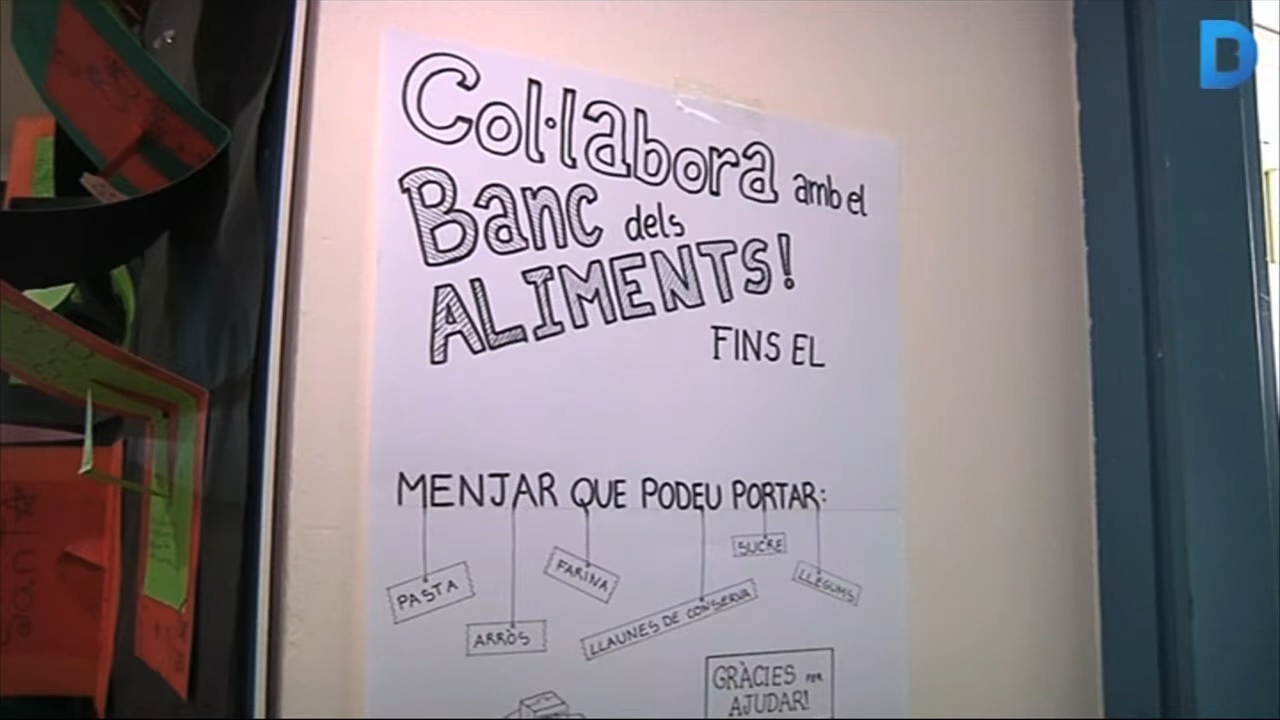 Col·labora amb el
Banc dels
ALIMENTS!
FINS EL
MENJAR QUE PODEU PORTAR:
PASTA
ARRÒS
FARINA
LLAUNES DE CONSERVA
SUCRE
LLEGUMS
GRÀCIES PER
AJUDAR!